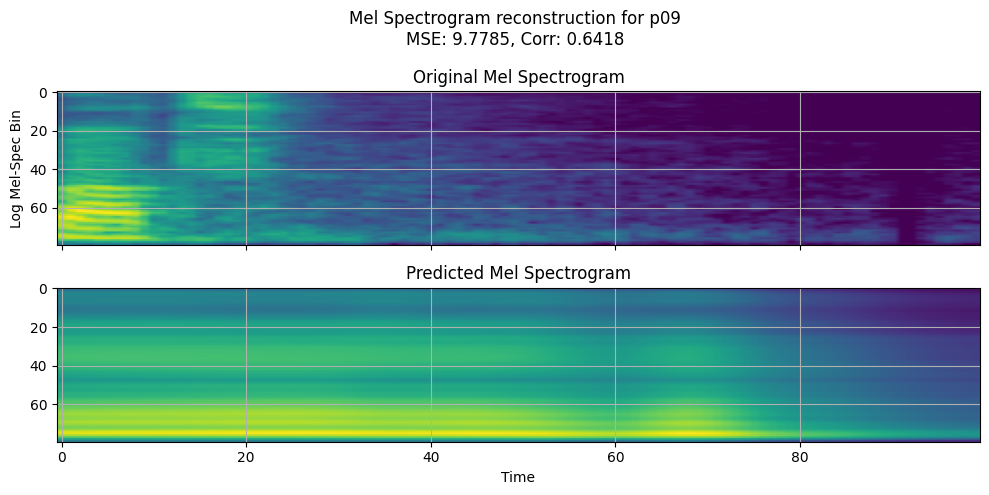 Mel Spectrogram reconstruction for p09
MSE: 9.7785, Corr: 0.6418
Original Mel Spectrogram
Log Mel-Spec Bin
0
20
40
60
Predicted Mel Spectrogram
0
20
40
60
0 20 40 60 80
Time